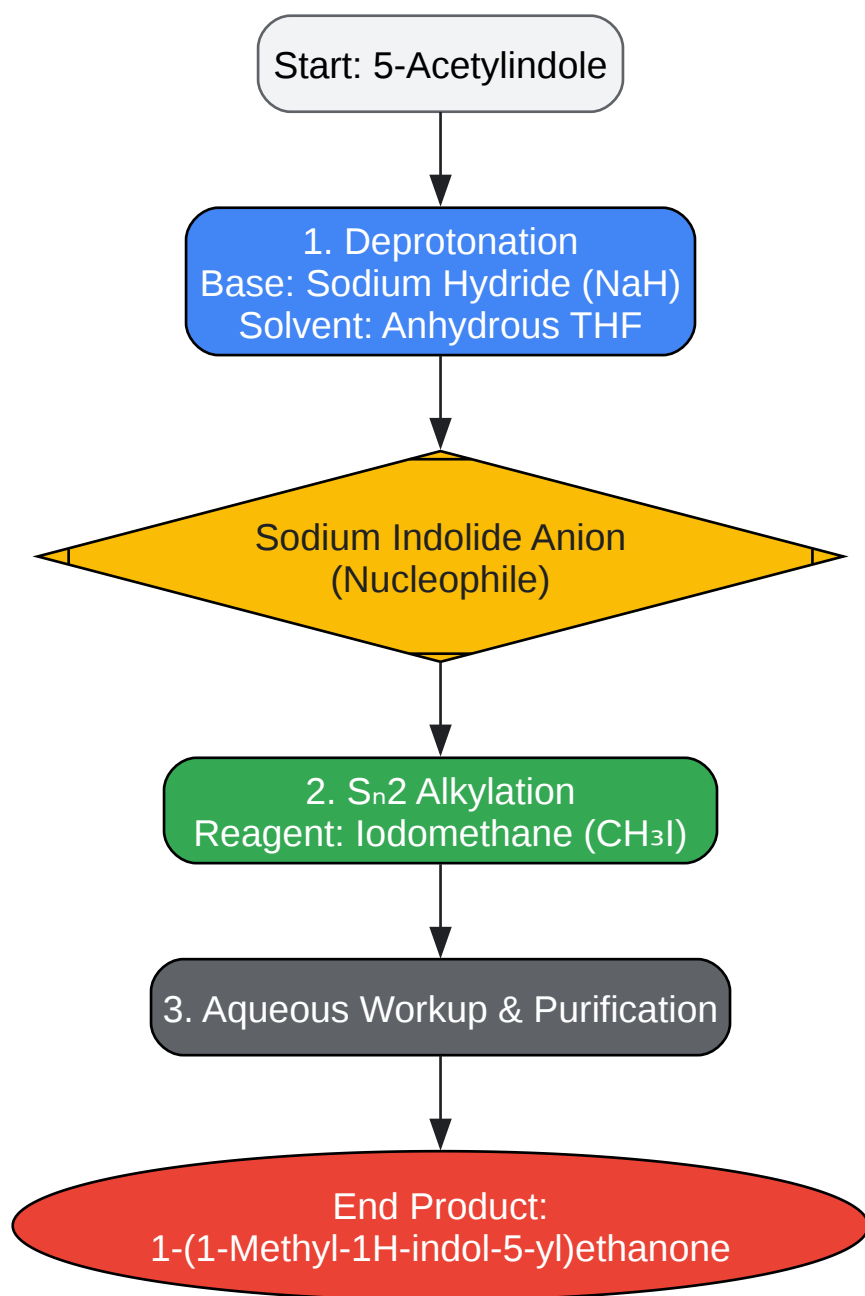 Start: 5-Acetylindole
1. Deprotonation
Base: Sodium Hydride (NaH)
Solvent: Anhydrous THF
Sodium Indolide Anion
(Nucleophile)
2. Sₙ2 Alkylation
Reagent: Iodomethane (CH₃I)
3. Aqueous Workup & Purification
End Product:
1-(1-Methyl-1H-indol-5-yl)ethanone